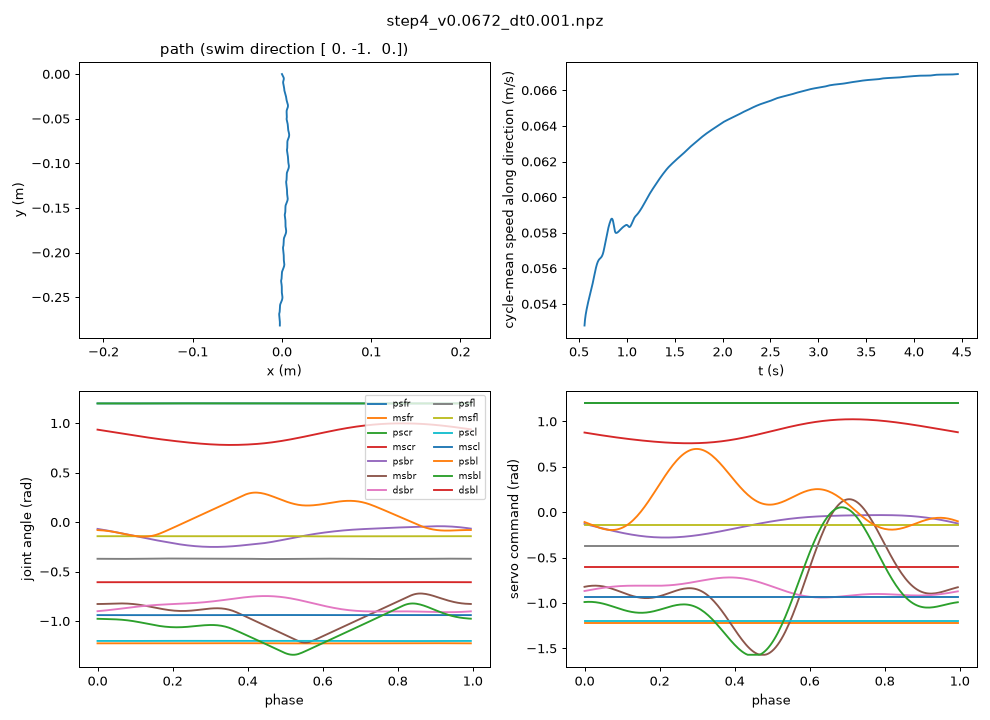 step4_v0.0672_dt0.001.npz
path (swim direction [ 0. -1.  0.])
0.00
−0.05
−0.10
−0.15
−0.20
−0.25
y (m)
−0.2
−0.1
0.0
0.1
0.2
x (m)
cycle-mean speed along direction (m/s)
0.066
0.064
0.062
0.060
0.058
0.056
0.054
0.5
1.0
1.5
2.0
2.5
3.0
3.5
4.0
4.5
t (s)
joint angle (rad)
1.0
0.5
0.0
−0.5
−1.0
psfr
msfr
pscr
mscr
psbr
msbr
dsbr
psfl
msfl
pscl
mscl
psbl
msbl
dsbl
0.0
0.2
0.4
0.6
0.8
1.0
phase
servo command (rad)
1.0
0.5
0.0
−0.5
−1.0
−1.5
0.0
0.2
0.4
0.6
0.8
1.0
phase